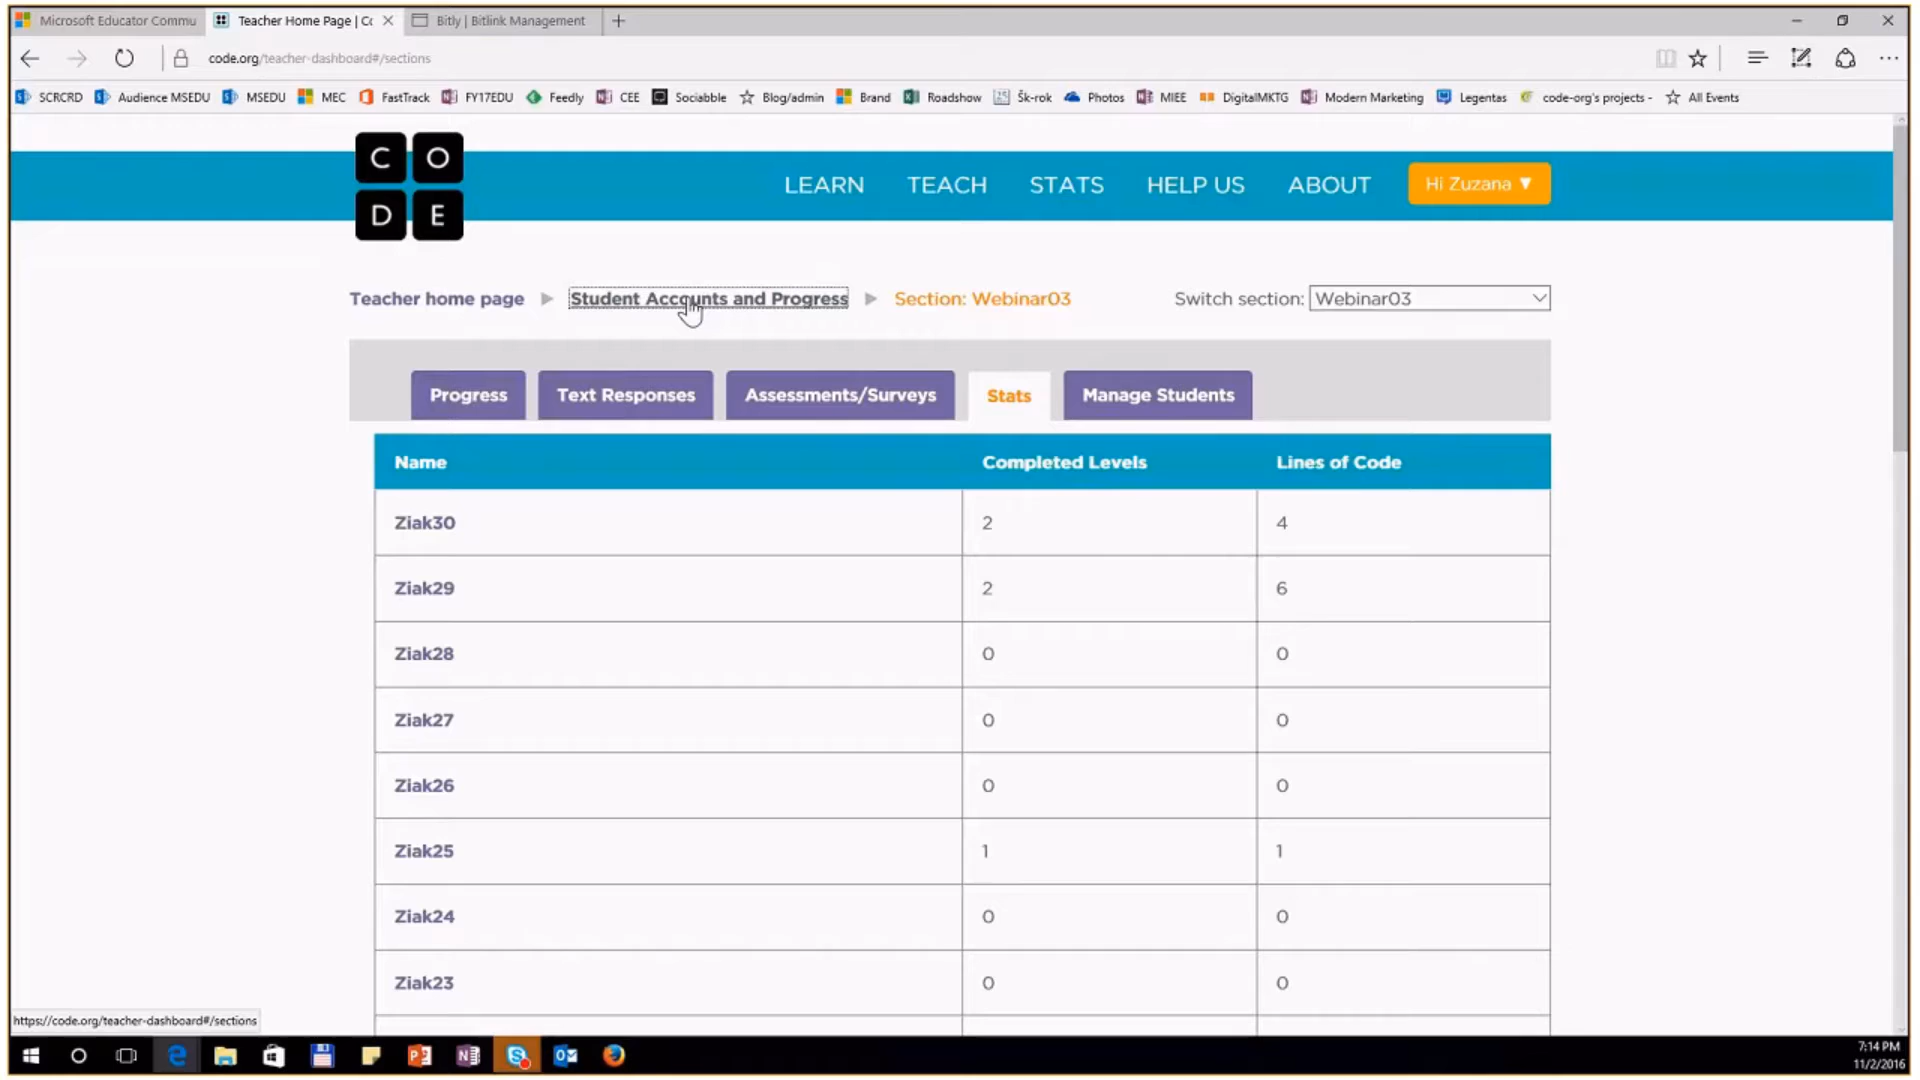 Microsoft Educator Commu
Teacher Home Page | Co
Bitly | Bitlink Management
code.org/teacher-dashboard#/sections
SCRCRD Audience MSEDU MSEDU MEC FastTrack FY17EDU Feedly CEE Sociabble Blog/admin Brand Roadshow Šk-rok Photos MIEE DigitalMKTG Modern Marketing Legentas code-org's projects - All Events
C O
D E
LEARN TEACH STATS HELP US ABOUT Hi Zuzana ▼
Teacher home page ▶ Student Accounts and Progress ▶ Section: Webinar03 Switch section: Webinar03
Progress Text Responses Assessments/Surveys Stats Manage Students
Name Completed Levels Lines of Code
Ziak30 2 4
Ziak29 2 6
Ziak28 0 0
Ziak27 0 0
Ziak26 0 0
Ziak25 1 1
Ziak24 0 0
Ziak23 0 0
https://code.org/teacher-dashboard#/sections
7:14 PM
11/2/2016